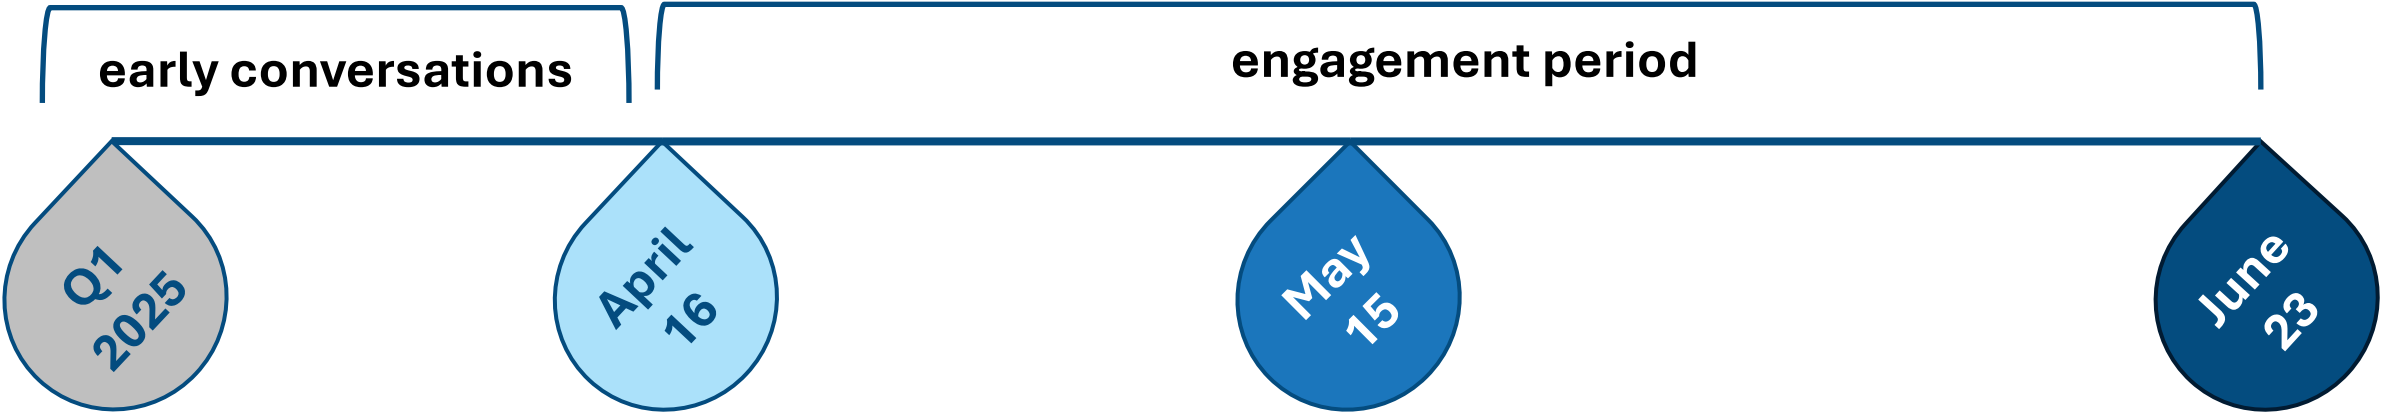 early conversations
engagement period
Q1
2025
April
16
May
15
June
23